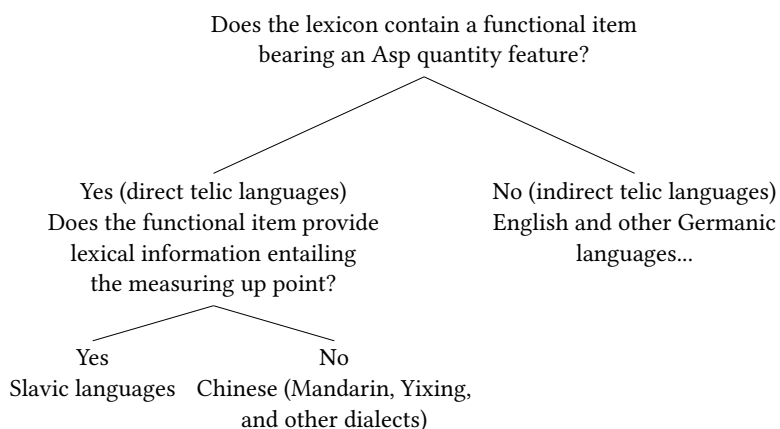 Does the lexicon contain a functional item
bearing an Asp quantity feature?
Yes (direct telic languages)
Does the functional item provide
lexical information entailing
the measuring up point?
No (indirect telic languages)
English and other Germanic
languages...
Yes
Slavic languages
No
Chinese (Mandarin, Yixing,
and other dialects)